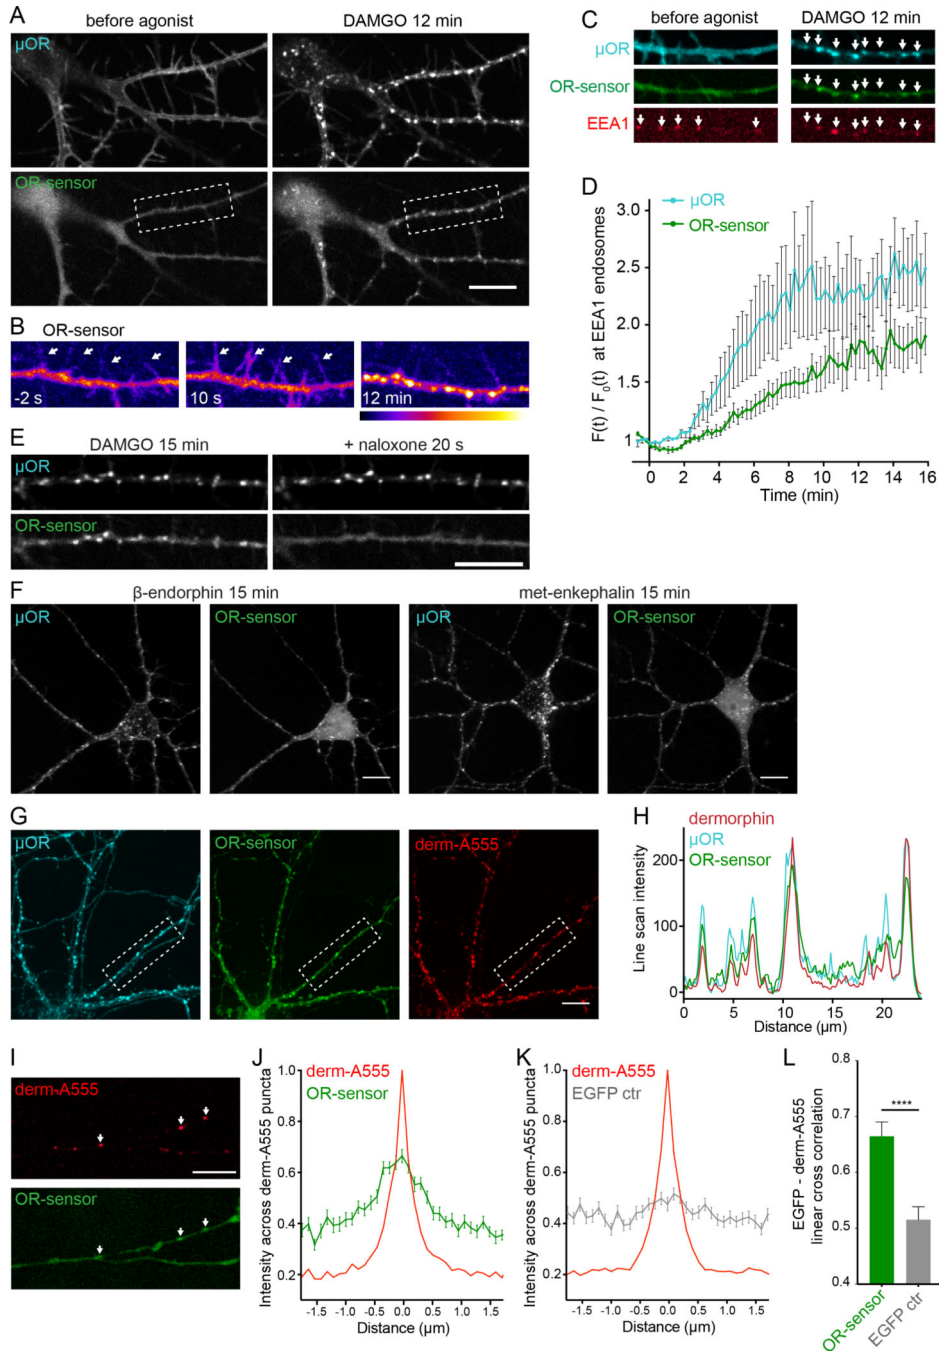 A
before agonist
DAMGO 12 min
µOR
OR-sensor
B
OR-sensor
-2 s
10 s
12 min
C
before agonist
DAMGO 12 min
µOR
OR-sensor
EEA1
D
µOR
OR-sensor
F(t) / F₀(t) at EEA1 endosomes
3.0
2.5
2.0
1.5
1
0 2 4 6 8 10 12 14 16
Time (min)
E
DAMGO 15 min
+ naloxone 20 s
µOR
OR-sensor
F
β-endorphin 15 min
met-enkephalin 15 min
µOR
OR-sensor
µOR
OR-sensor
G
µOR
OR-sensor
derm-A555
H
dermorphin
µOR
OR-sensor
Line scan intensity
200
100
0
0 5 10 15 20
Distance (µm)
I
derm-A555
OR-sensor
J
derm-A555
OR-sensor
Intensity across derm-A555 puncta
1.0
0.8
0.6
0.4
0.2
-1.5 -1.0 -0.5 0.0 0.5 1.0 1.5
Distance (µm)
K
derm-A555
EGFP ctr
Intensity across derm-A555 puncta
1.0
0.8
0.6
0.4
0.2
-1.5 -1.0 -0.5 0.0 0.5 1.0 1.5
Distance (µm)
L
EGFP - derm-A555
linear cross correlation
0.8
0.7
0.6
0.5
0.4
****
OR-sensor
EGFP ctr